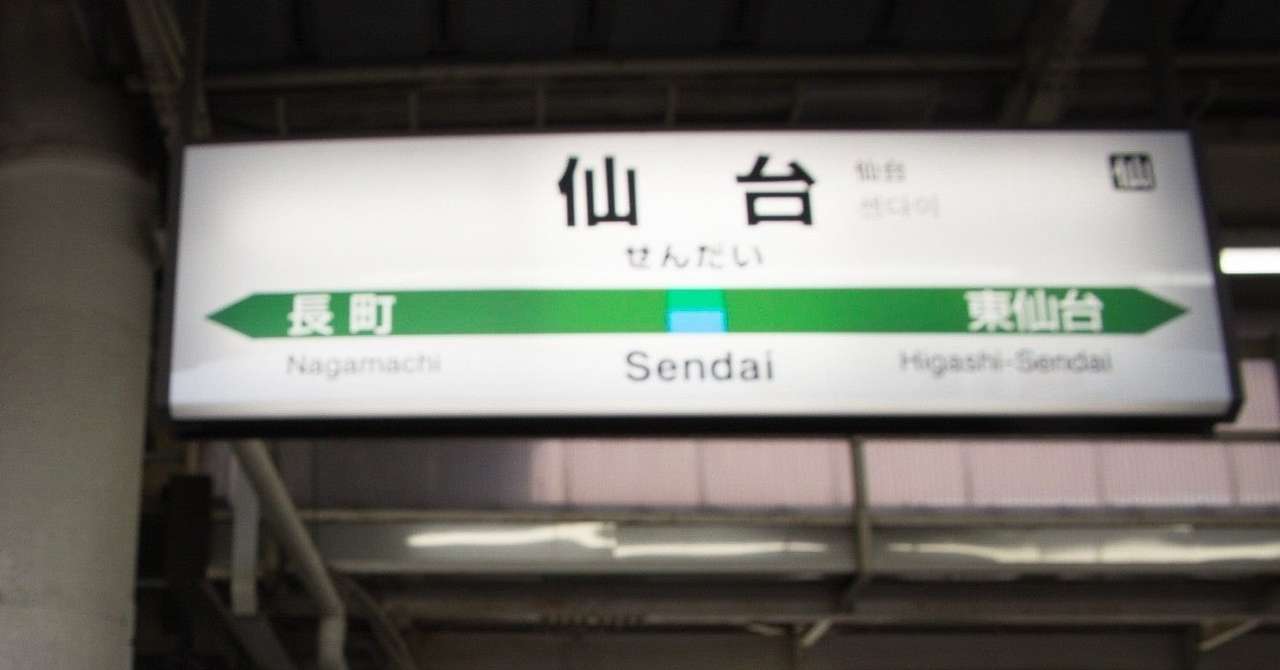 仙台
仙台
센다이
仙
せんだい
長町
東仙台
Nagamachi
Sendai
Higashi-Sendai